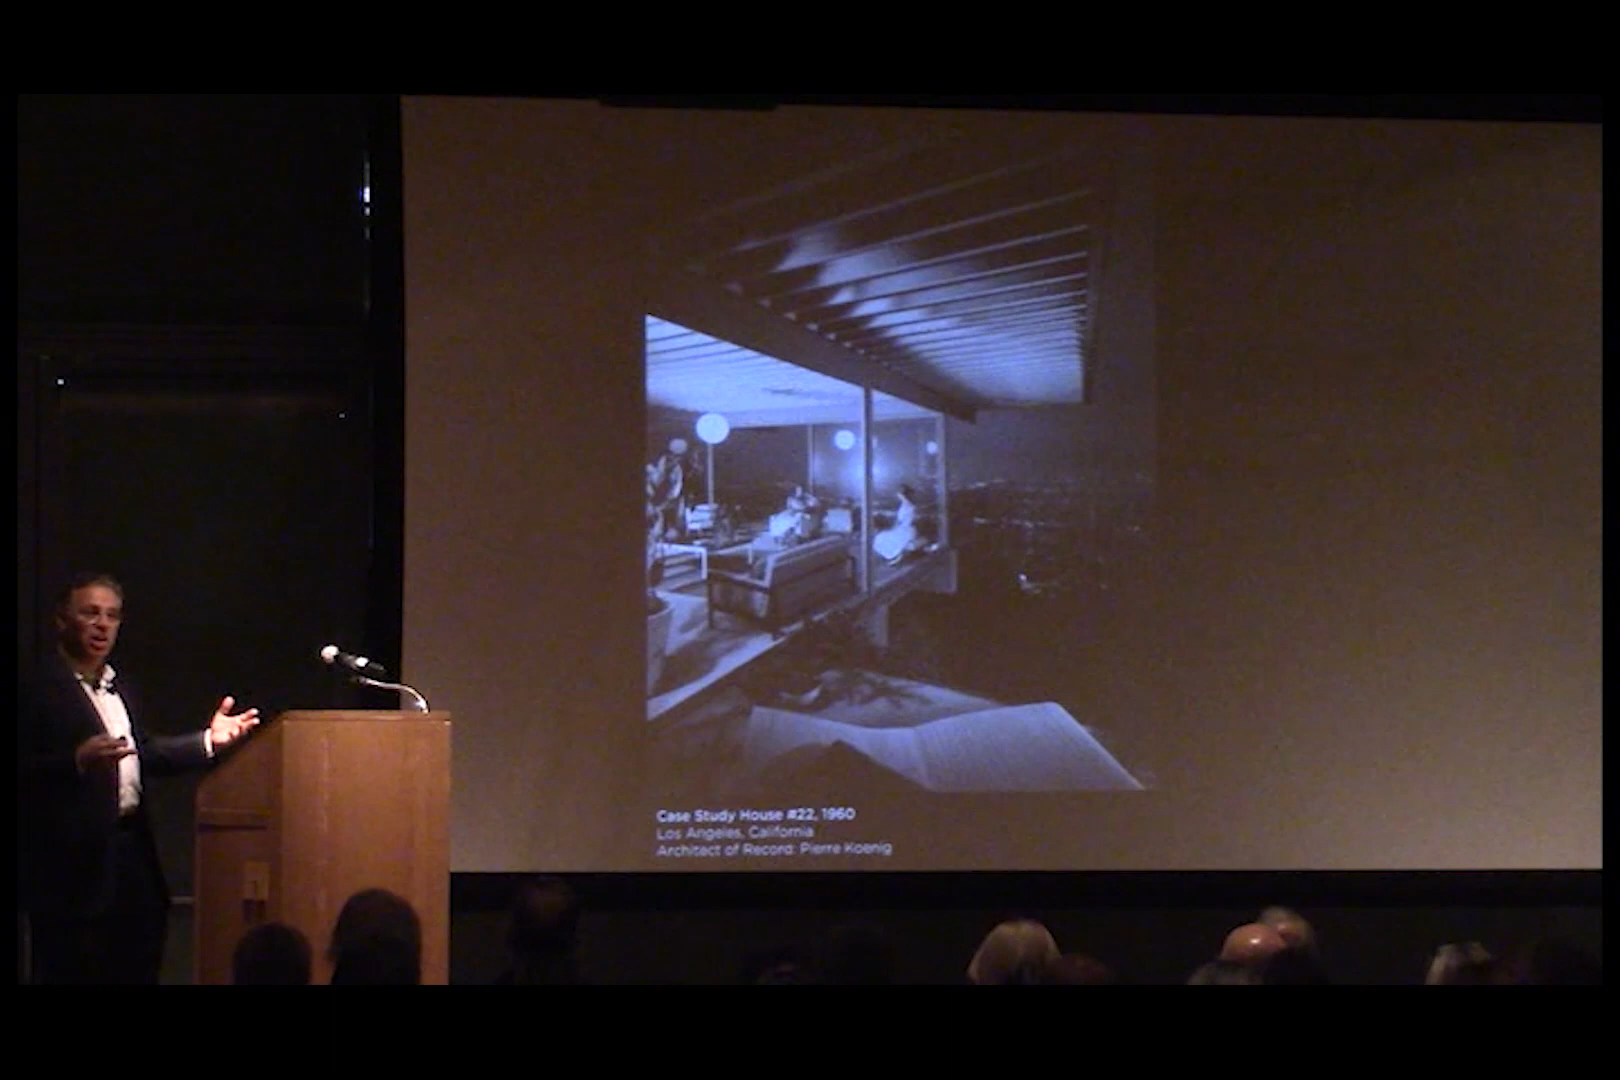 Case Study House #22, 1960
Los Angeles, California
Architect of Record: Pierre Koenig